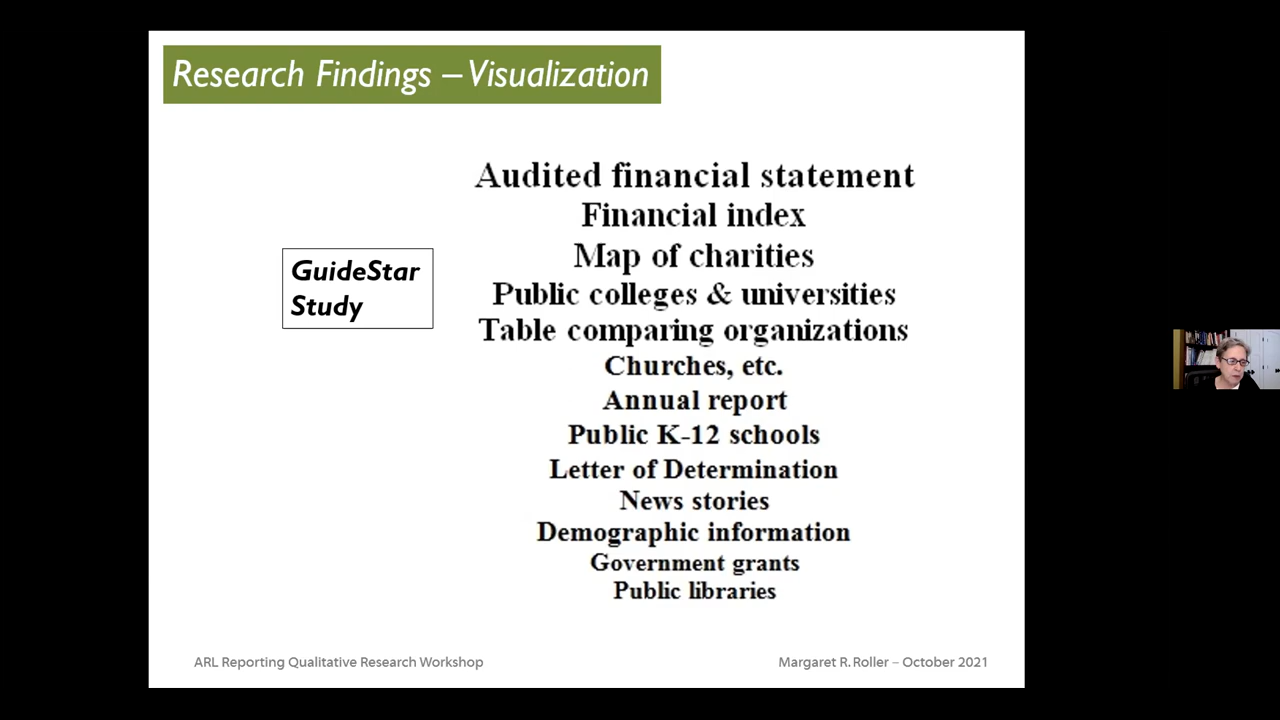 Research Findings – Visualization
GuideStar
Study
Audited financial statement
Financial index
Map of charities
Public colleges & universities
Table comparing organizations
Churches, etc.
Annual report
Public K-12 schools
Letter of Determination
News stories
Demographic information
Government grants
Public libraries
ARL Reporting Qualitative Research Workshop
Margaret R. Roller – October 2021